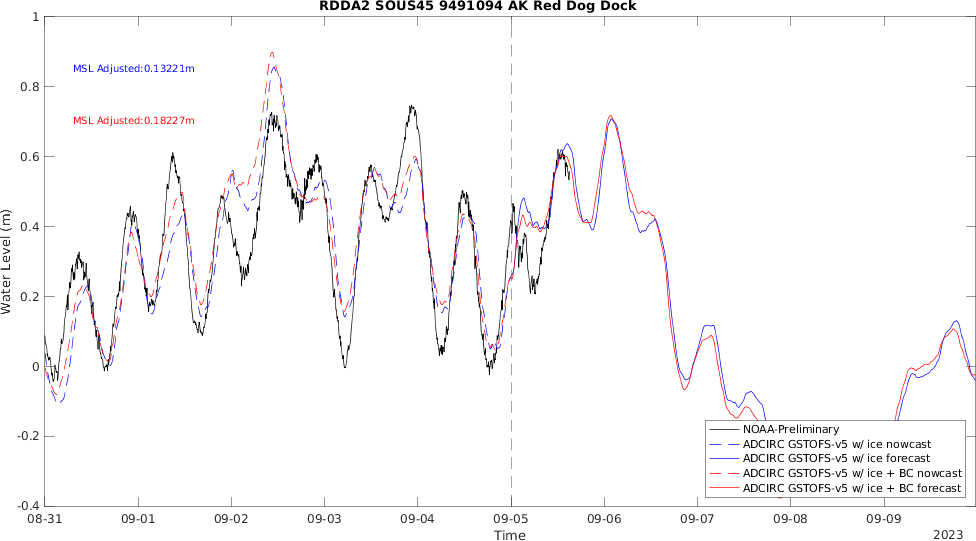 RDDA2 SOUS45 9491094 AK Red Dog Dock
1
0.8
0.6
0.4
0.2
0
-0.2
-0.4
Water Level (m)
MSL Adjusted:0.13221m
MSL Adjusted:0.18227m
NOAA-Preliminary
ADCIRC GSTOFS-v5 w/ ice nowcast
ADCIRC GSTOFS-v5 w/ ice forecast
ADCIRC GSTOFS-v5 w/ ice + BC nowcast
ADCIRC GSTOFS-v5 w/ ice + BC forecast
08-31 09-01 09-02 09-03 09-04 09-05 09-06 09-07 09-08 09-09
Time
2023